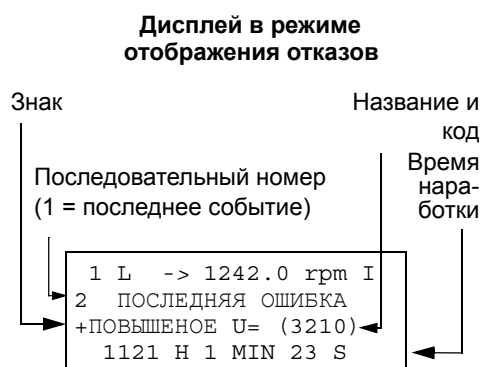 Дисплей в режиме
отображения отказов
Знак
Название и
код
Время
нара-
ботки
Последовательный номер
(1 = последнее событие)
1 L -> 1242.0 rpm I
2 ПОСЛЕДНЯЯ ОШИБКА
+ПОВЫШЕНОЕ U= (3210)
1121 H 1 MIN 23 S